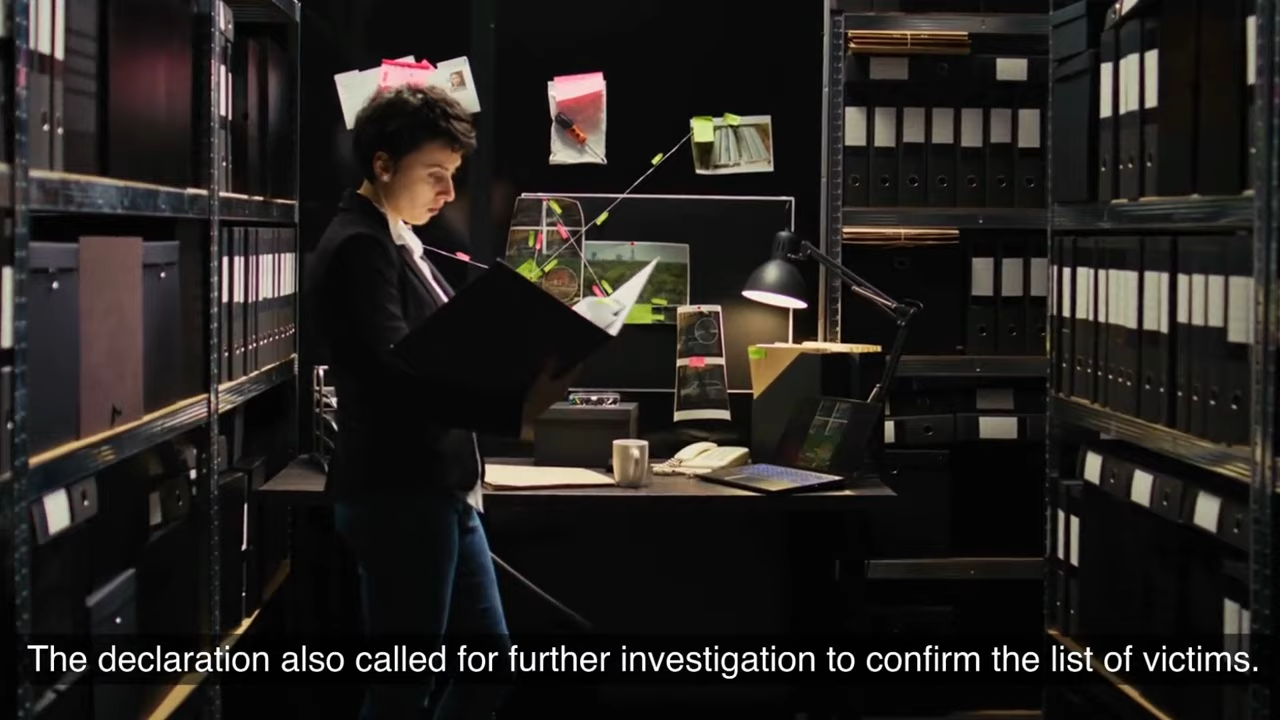 The declaration also called for further investigation to confirm the list of victims.